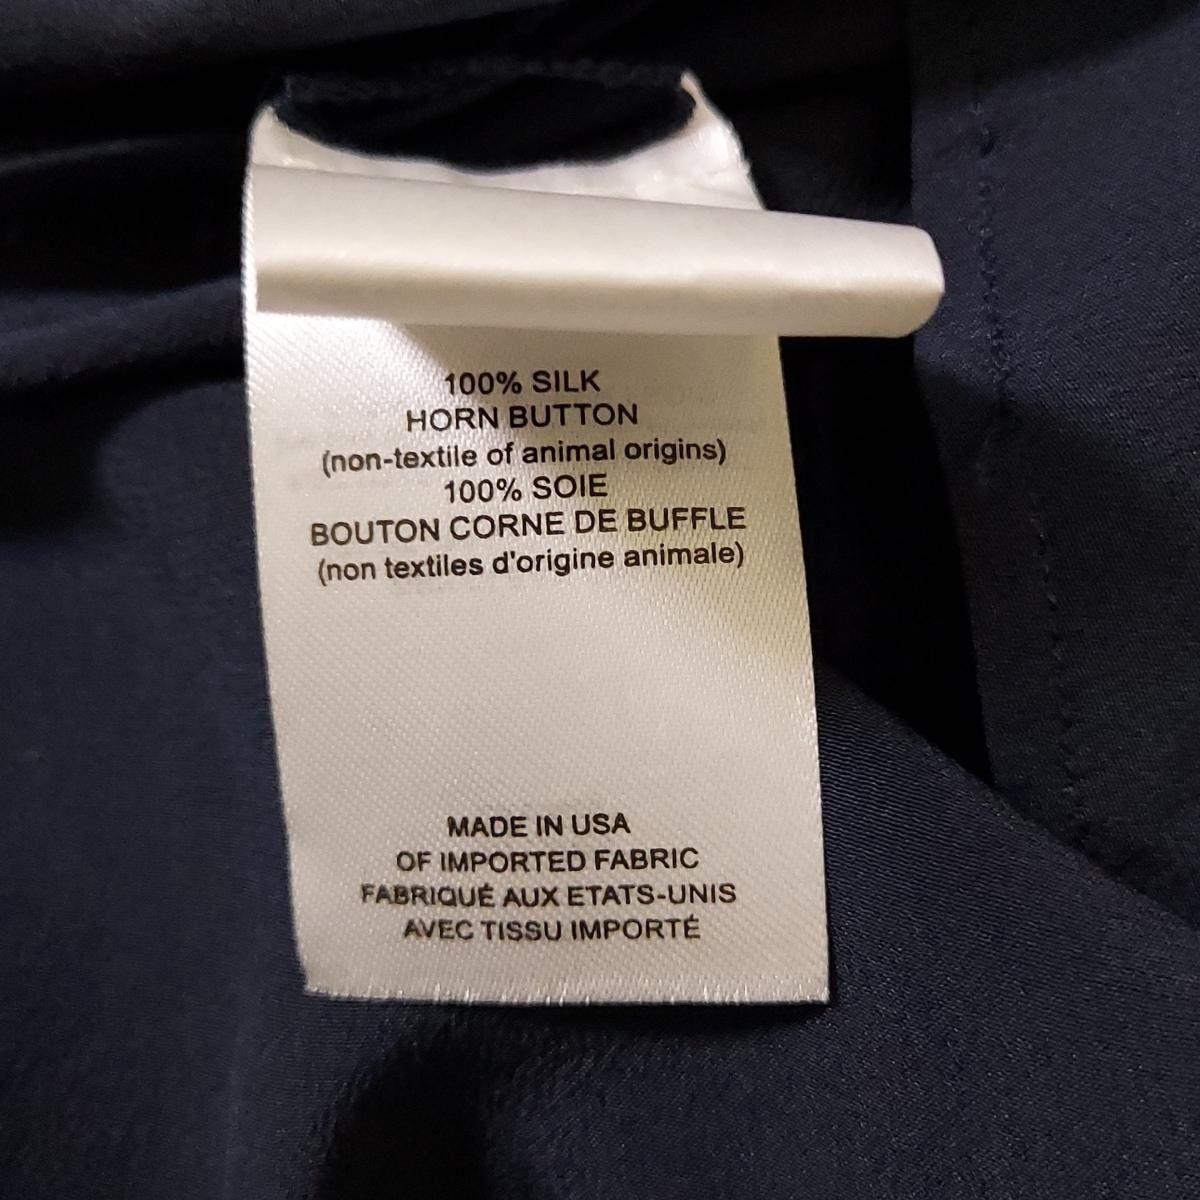 100% SILK
HORN BUTTON
(non-textile of animal origins)
100% SOIE
BOUTON CORNE DE BUFFLE
(non textiles d'origine animale)
MADE IN USA
OF IMPORTED FABRIC
FABRIQUÉ AUX ETATS-UNIS
AVEC TISSU IMPORTÉ